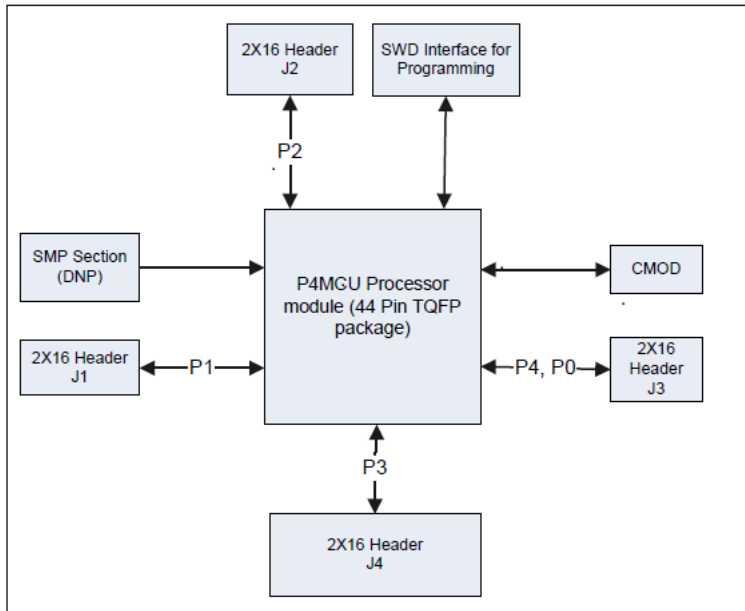 2X16 Header
J2
SWD Interface for
Programming
P2
SMP Section
(DNP)
P4MGU Processor
module (44 Pin TQFP
package)
CMOD
2X16 Header
J1
P1
P4, P0
2X16
Header
J3
P3
2X16 Header
J4